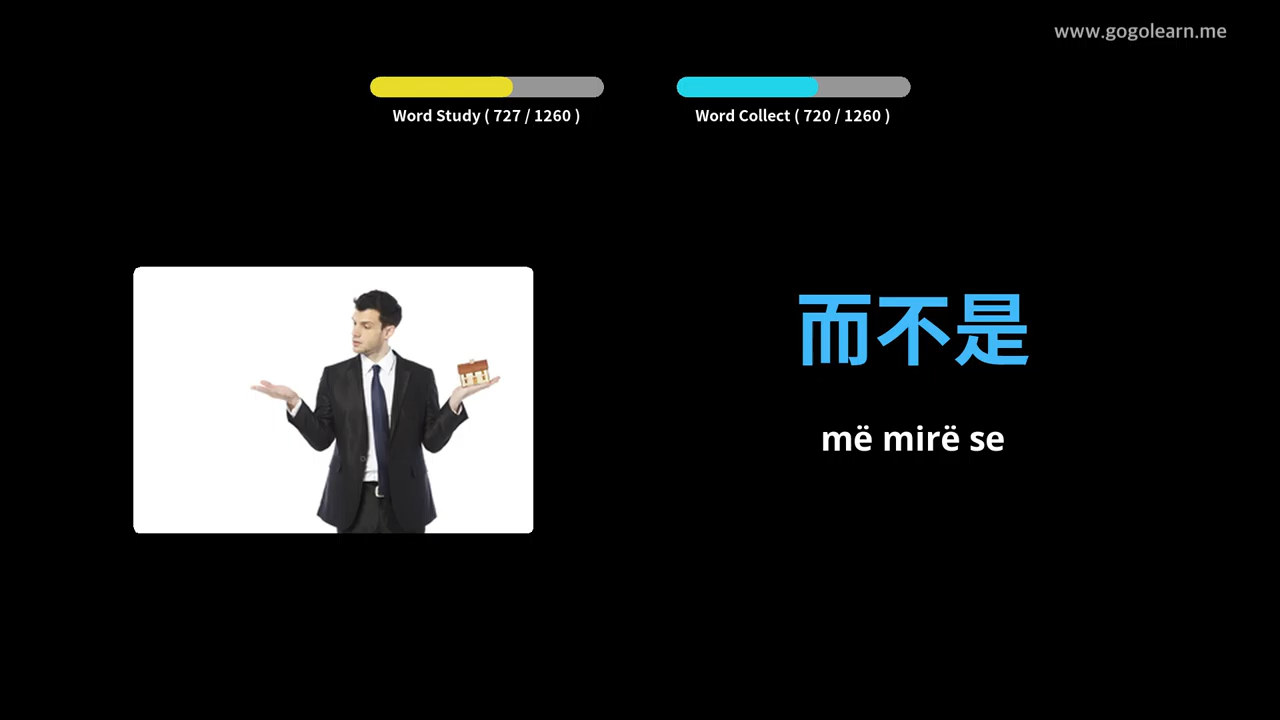 www.gogolearn.me
Word Study ( 727 / 1260 )
Word Collect ( 720 / 1260 )
而不是
më mirë se